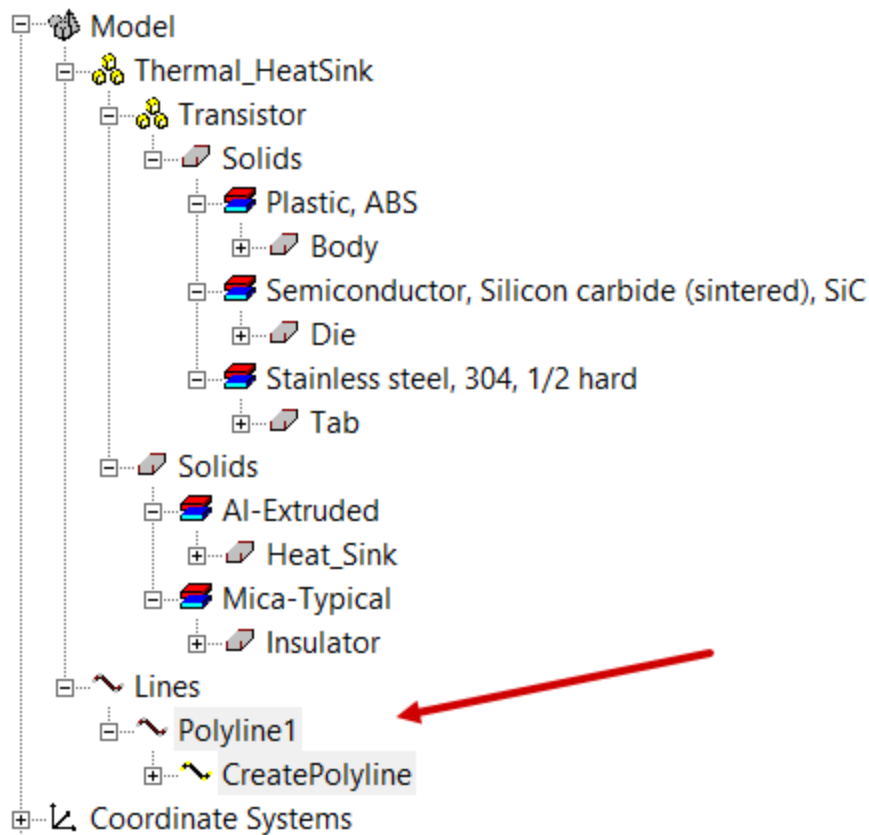 Model
Thermal_HeatSink
Transistor
Solids
Plastic, ABS
Body
Semiconductor, Silicon carbide (sintered), SiC
Die
Stainless steel, 304, 1/2 hard
Tab
Solids
Al-Extruded
Heat_Sink
Mica-Typical
Insulator
Lines
Polyline1
CreatePolyline
Coordinate Systems